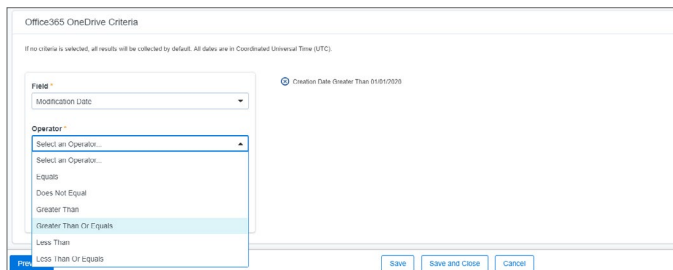 Office365 OneDrive Criteria
If no criteria is selected, all results will be collected by default. All dates are in Coordinated Universal Time (UTC).
Field *
Modification Date
Creation Date Greater Than 01/01/2020
Operator *
Select an Operator...
Select an Operator...
Equals
Does Not Equal
Greater Than
Greater Than Or Equals
Less Than
Less Than Or Equals
Save
Save and Close
Cancel